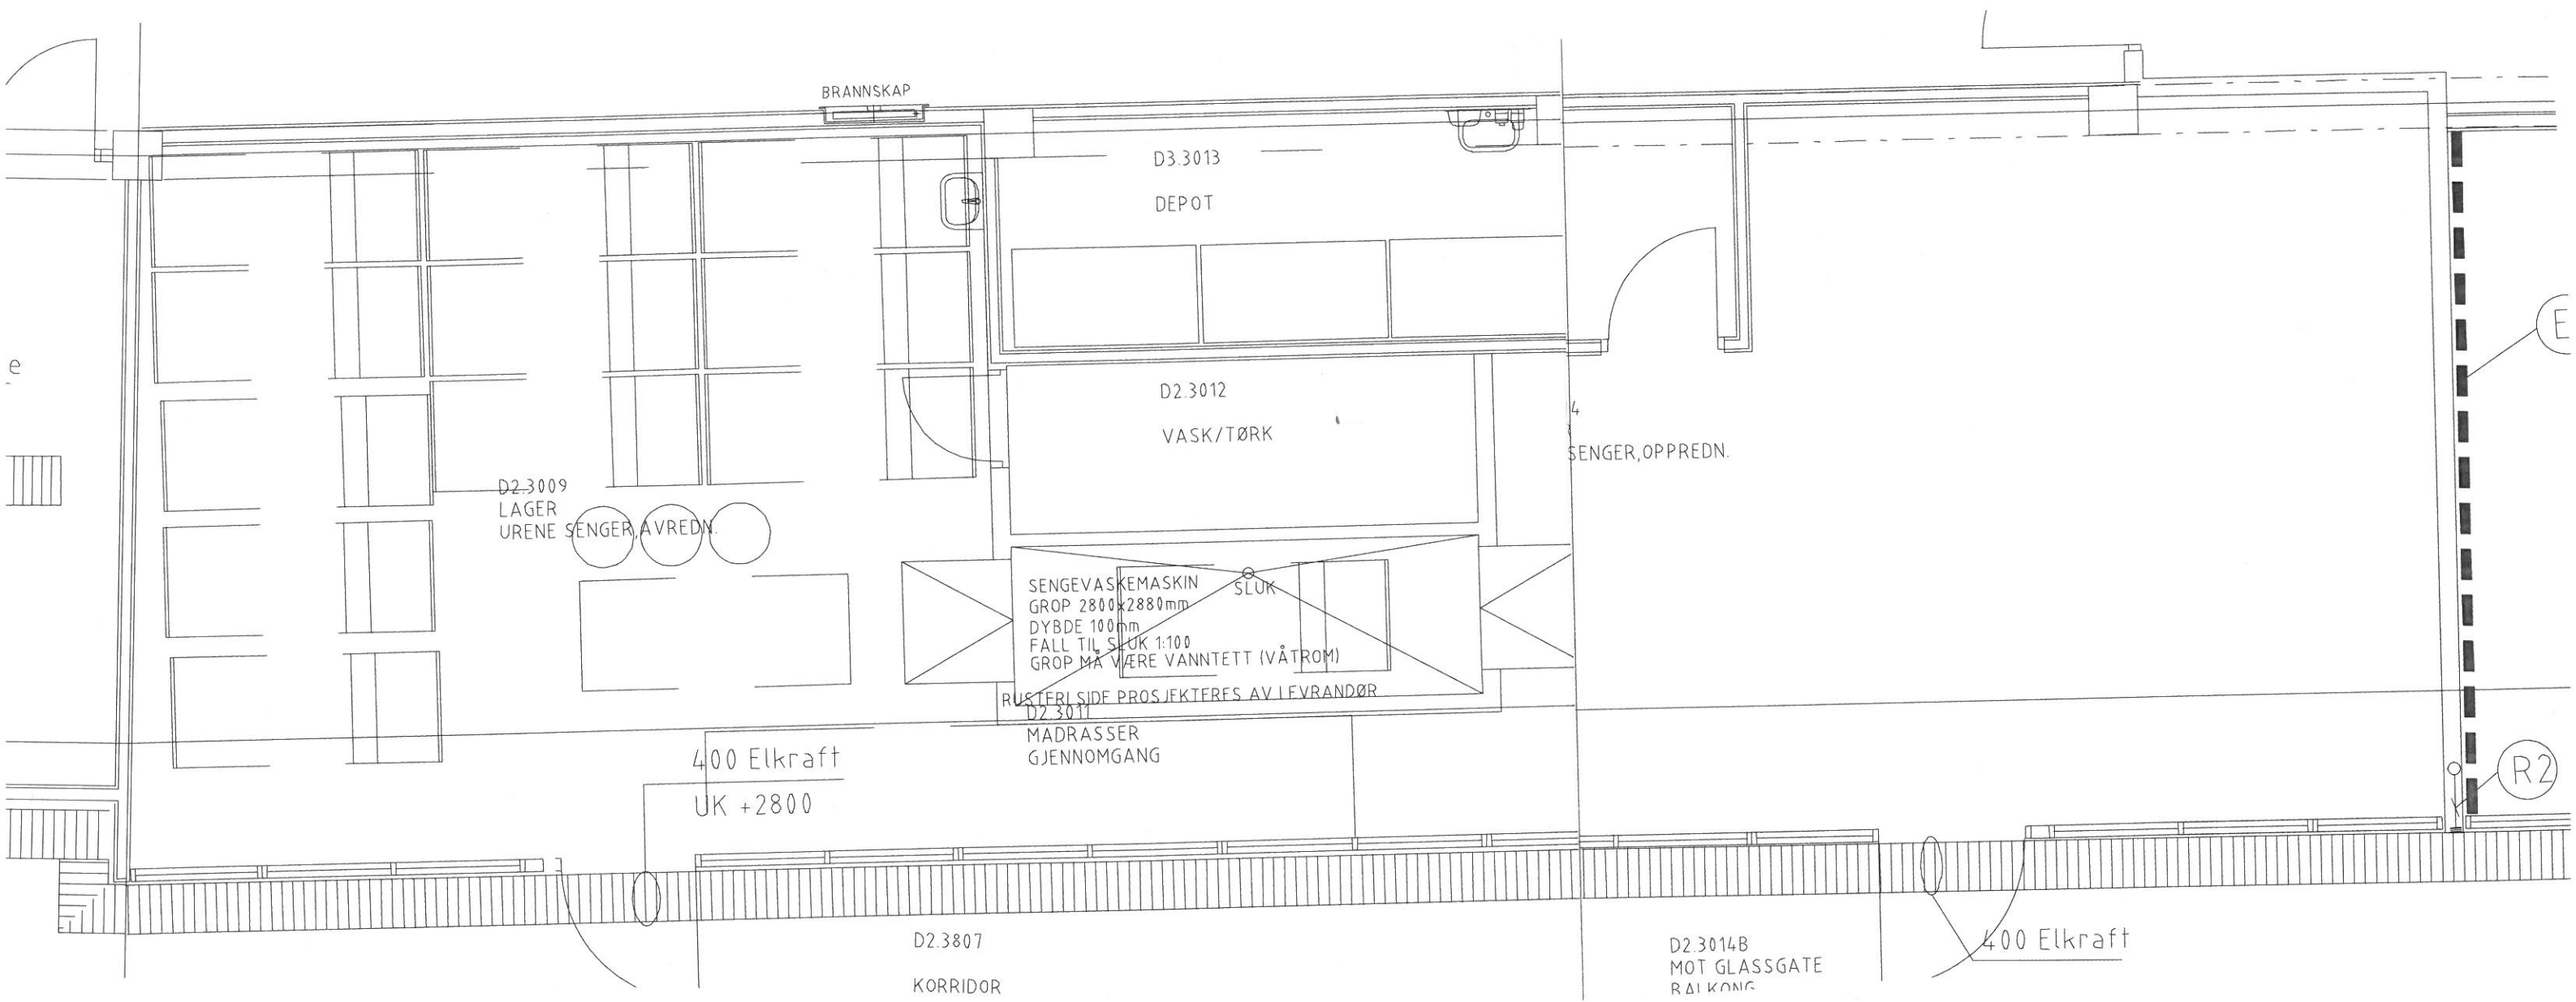 BRANNSKAP
D3.3013
DEPOT
e
D2.3012
VASK/TØRK
4
SENGER,OPPREDN.
E
D2.3009
LAGER
URENE SENGER,AVREDN.
SENGEVASKEMASKIN
GROP 2800x2880mm
DYBDE 100mm
FALL TIL SLUK 1:100
GROP MÅ VÆRE VANNTETT (VÅTROM)
SLUK
RUSTFRI SIDE PROSJEKTERES AV LEVRANDØR
D2.3011
MADRASSER
GJENNOMGANG
400 Elkraft
UK +2800
R2
D2.3807
KORRIDOR
D2.3014B
MOT GLASSGATE
BALKONG
400 Elkraft